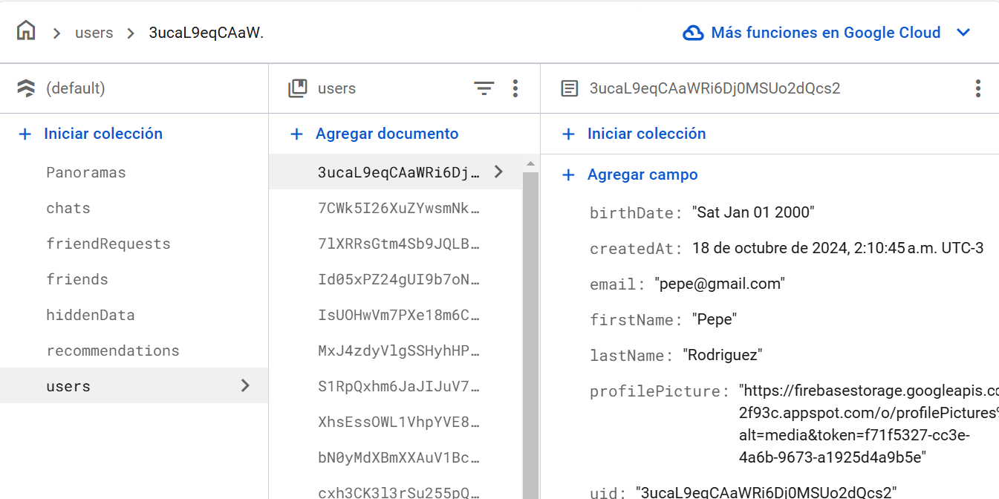 users
3ucaL9eqCAaW.
Más funciones en Google Cloud
(default)
users
3ucaL9eqCAaWRi6Dj0MSUo2dQcs2
Iniciar colección
Agregar documento
Iniciar colección
Panoramas
chats
friendRequests
friends
hiddenData
recommendations
users
3ucaL9eqCAaWRi6Dj…
7CWk5I26XuZYwsmNk…
7lXRRsGtm4Sb9JQLB…
Id05xPZ24gUI9b7oN…
IsUOHwVm7PXe18m6C…
MxJ4zdyVlgSSHyhHP…
S1RpQxhm6JaJIJuV7…
XhsEssOWL1VhpYVE8…
bN0yMdXBmXXAuV1Bc…
cxh3CK3l3rSu255pQ…
Agregar campo
birthDate: "Sat Jan 01 2000"
createdAt: 18 de octubre de 2024, 2:10:45 a.m. UTC-3
email: "pepe@gmail.com"
firstName: "Pepe"
lastName: "Rodriguez"
profilePicture: "https://firebasestorage.googleapis.co
2f93c.appspot.com/o/profilePictures%
alt=media&token=f71f5327-cc3e-
4a6b-9673-a1925d4a9b5e"
uid: "3ucaL9eqCAaWRi6Dj0MSUo2dQcs2"